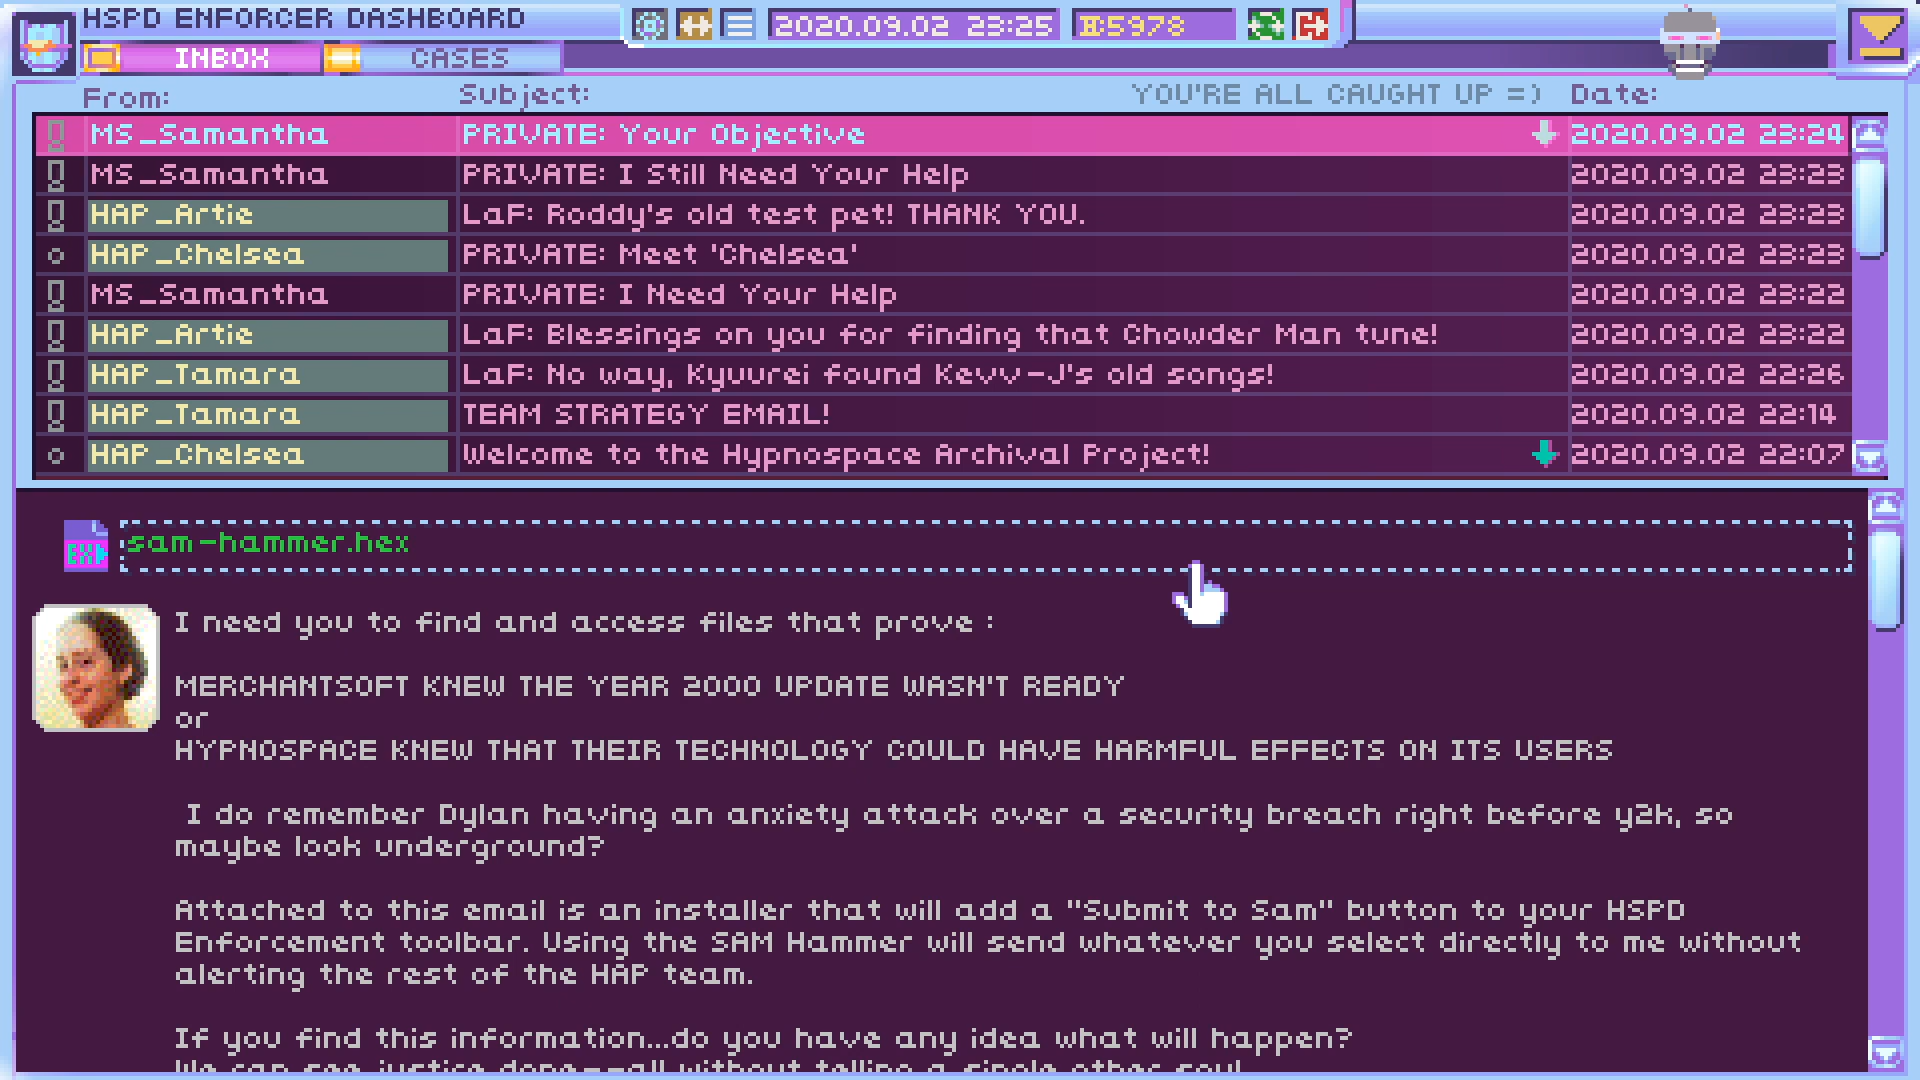 HSPD ENFORCER DASHBOARD
2020.09.02 23:25
5978
INBOX
CASES
From:
Subject:
YOU'RE ALL CAUGHT UP =)
Date:
MS_Samantha PRIVATE: Your Objective 2020.09.02 23:24
MS_Samantha PRIVATE: I Still Need Your Help 2020.09.02 23:23
HAP_Artie LaF: Roddy's old test pet! THANK YOU. 2020.09.02 23:23
HAP_Chelsea PRIVATE: Meet 'Chelsea' 2020.09.02 23:23
MS_Samantha PRIVATE: I Need Your Help 2020.09.02 23:22
HAP_Artie LaF: Blessings on you for finding that Chowder Man tune! 2020.09.02 23:22
HAP_Tamara LaF: No way, Kyuurei found Kevv-J's old songs! 2020.09.02 22:26
HAP_Tamara TEAM STRATEGY EMAIL! 2020.09.02 22:14
HAP_Chelsea Welcome to the Hypnospace Archival Project! 2020.09.02 22:07
sam-hammer.hex
I need you to find and access files that prove :
MERCHANTSOFT KNEW THE YEAR 2000 UPDATE WASN'T READY
or
HYPNOSPACE KNEW THAT THEIR TECHNOLOGY COULD HAVE HARMFUL EFFECTS ON ITS USERS
I do remember Dylan having an anxiety attack over a security breach right before y2k, so
maybe look underground?
Attached to this email is an installer that will add a "Submit to Sam" button to your HSPD
Enforcement toolbar. Using the SAM Hammer will send whatever you select directly to me without
alerting the rest of the HAP team.
If you find this information...do you have any idea what will happen?
We can see justice done--all without telling a single other soul